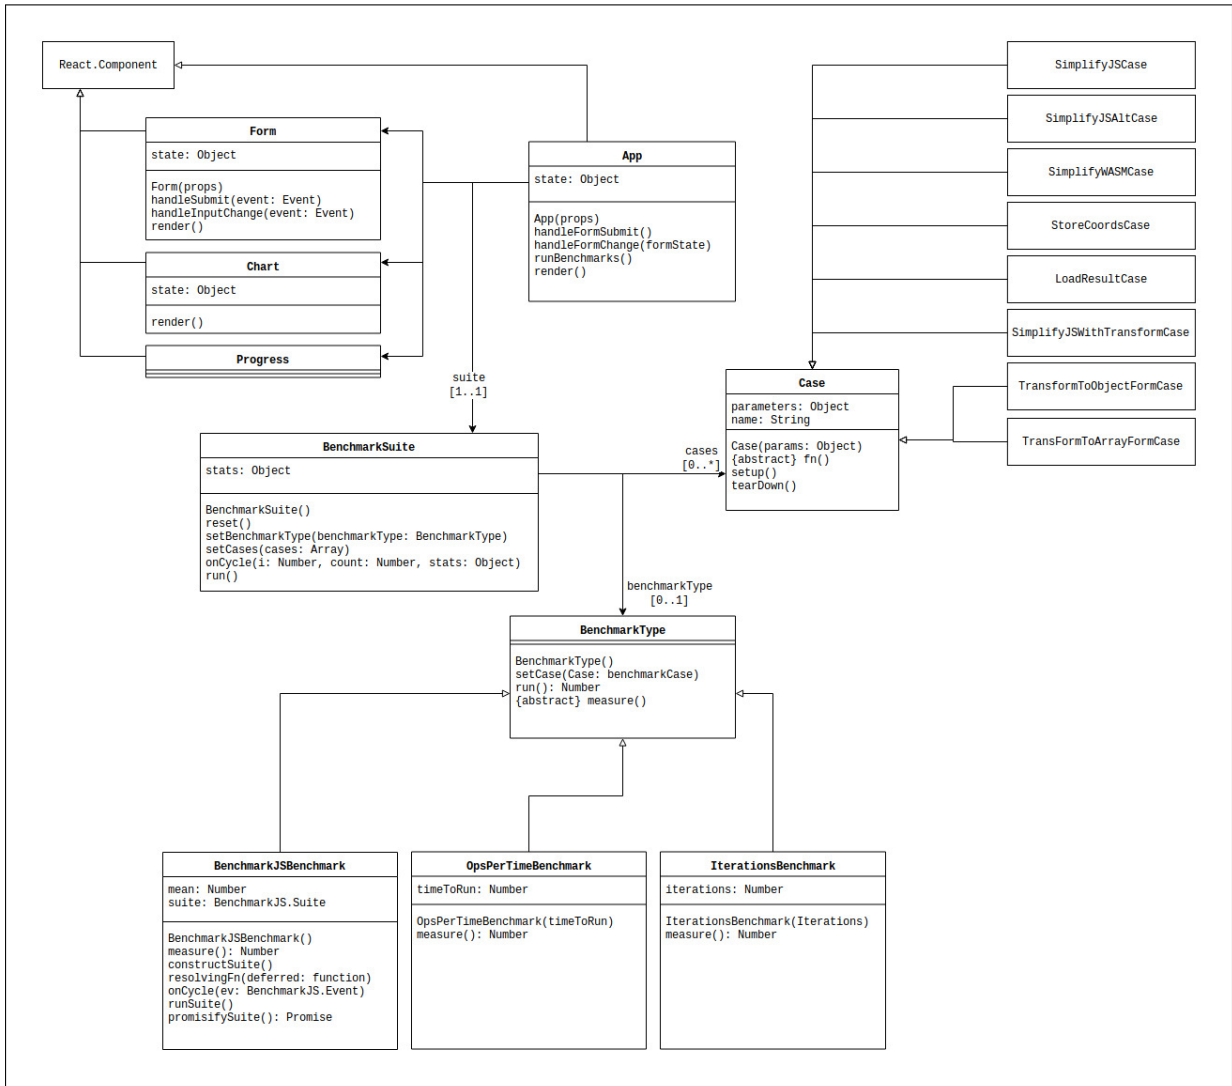 React.Component
Form
state: Object
Form(props)
handleSubmit(event: Event)
handleInputChange(event: Event)
render()
Chart
state: Object
render()
Progress
App
state: Object
App(props)
handleFormSubmit()
handleFormChange(formState)
runBenchmarks()
render()
SimplifyJSCase
SimplifyJSAltCase
SimplifyWASMCase
StoreCoordsCase
LoadResultCase
SimplifyJSWithTransformCase
TransformToObjectFormCase
TransFormToArrayFormCase
suite
[1..1]
Case
parameters: Object
name: String
Case(params: Object)
{abstract} fn()
setup()
tearDown()
BenchmarkSuite
stats: Object
BenchmarkSuite()
reset()
setBenchmarkType(benchmarkType: BenchmarkType)
setCases(cases: Array)
onCycle(i: Number, count: Number, stats: Object)
run()
cases
[0..*]
benchmarkType
[0..1]
BenchmarkType
BenchmarkType()
setCase(Case: benchmarkCase)
run(): Number
{abstract} measure()
BenchmarkJSBenchmark
mean: Number
suite: BenchmarkJS.Suite
BenchmarkJSBenchmark()
measure(): Number
constructSuite()
resolvingFn(deferred: function)
onCycle(ev: BenchmarkJS.Event)
runSuite()
promisifySuite(): Promise
OpsPerTimeBenchmark
timeToRun: Number
OpsPerTimeBenchmark(timeToRun)
measure(): Number
IterationsBenchmark
iterations: Number
IterationsBenchmark(Iterations)
measure(): Number